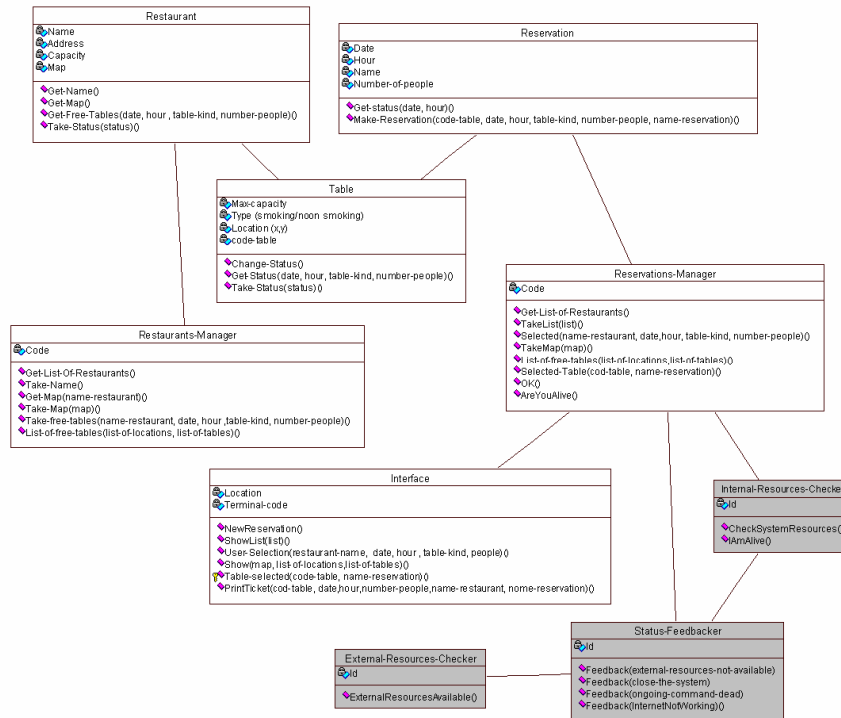 Restaurant
Name
Address
Capacity
Map
Get-Name()
Get-Map()
Get-Free-Tables(date, hour , table-kind, number-people)()
Take-Status(status)()
Reservation
Date
Hour
Name
Number-of-people
Get-status(date, hour)()
Make-Reservation(code-table, date, hour, table-kind, number-people, name-reservation)()
Table
Max-capacity
Type (smoking/noon smoking)
Location (x,y)
code-table
Change-Status()
Get-Status(date, hour, table-kind, number-people)()
Take-Status(status)()
Reservations-Manager
Code
Get-List-of-Restaurants()
TakeList(list)()
Selected(name-restaurant, date,hour, table-kind, number-people)()
TakeMap(map)()
List-of-free-tables(list-of-locations,list-of-tables)()
Selected-Table(cod-table, name-reservation)()
OK()
AreYouAlive()
Restaurants-Manager
Code
Get-List-Of-Restaurants()
Take-Name()
Get-Map(name-restaurant)()
Take-Map(map)()
Take-free-tables(name-restaurant, date, hour ,table-kind, number-people)()
List-of-free-tables(list-of-locations, list-of-tables)()
Interface
Location
Terminal-code
NewReservation()
ShowList(list)()
User-Selection(restaurant-name, date, hour , table-kind, people)()
Show(map, list-of-locations,list-of-tables)()
Table-selected(code-table, name-reservation)()
PrintTicket(cod-table, date,hour,number-people,name-restaurant, nome-reservation)()
Internal-Resources-Checke
Id
CheckSystemResources()
IAmAlive()
Status-Feedbacker
Id
Feedback(external-resources-not-available)
Feedback(close-the-system)
Feedback(ongoing-command-dead)
Feedback(InternetNotWorking)()
External-Resources-Checker
Id
ExternalResourcesAvailable()